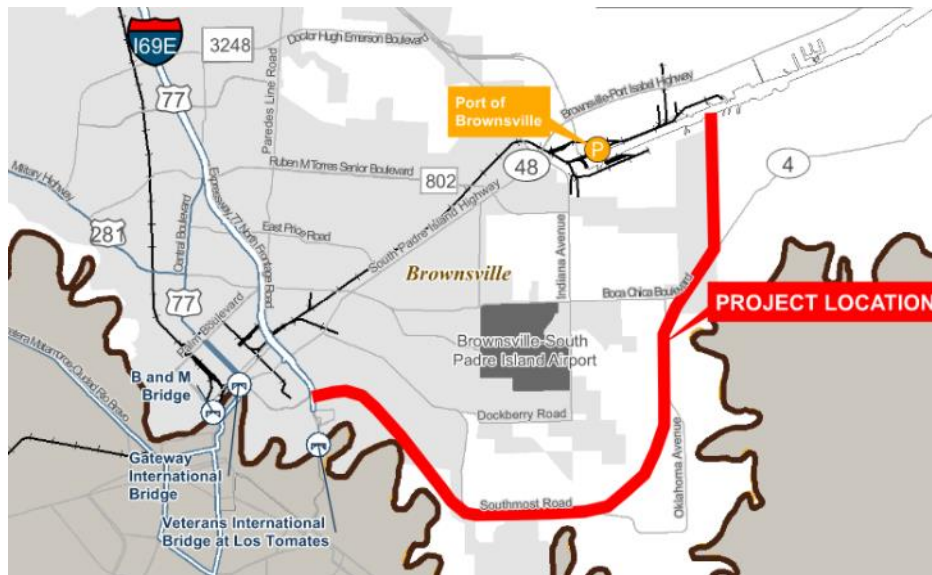 I69E
3248
Doctor Hugh Emerson Boulevard
77
Paredes Line Road
Port of
Brownsville
Brownsville-Port Isabel Highway
P
48
4
Ruben M Torres Senior Boulevard
802
Military Highway
281
Central Boulevard
Expressway 77 North Frontage Road
East Price Road
South Padre Island Highway
Indiana Avenue
Brownsville
77
Palm Boulevard
Boca Chica Boulevard
PROJECT LOCATION
Brownsville-South
Padre Island Airport
B and M
Bridge
Dockberry Road
Gateway
International
Bridge
Southmost Road
Oklahoma Avenue
Veterans International
Bridge at Los Tomates